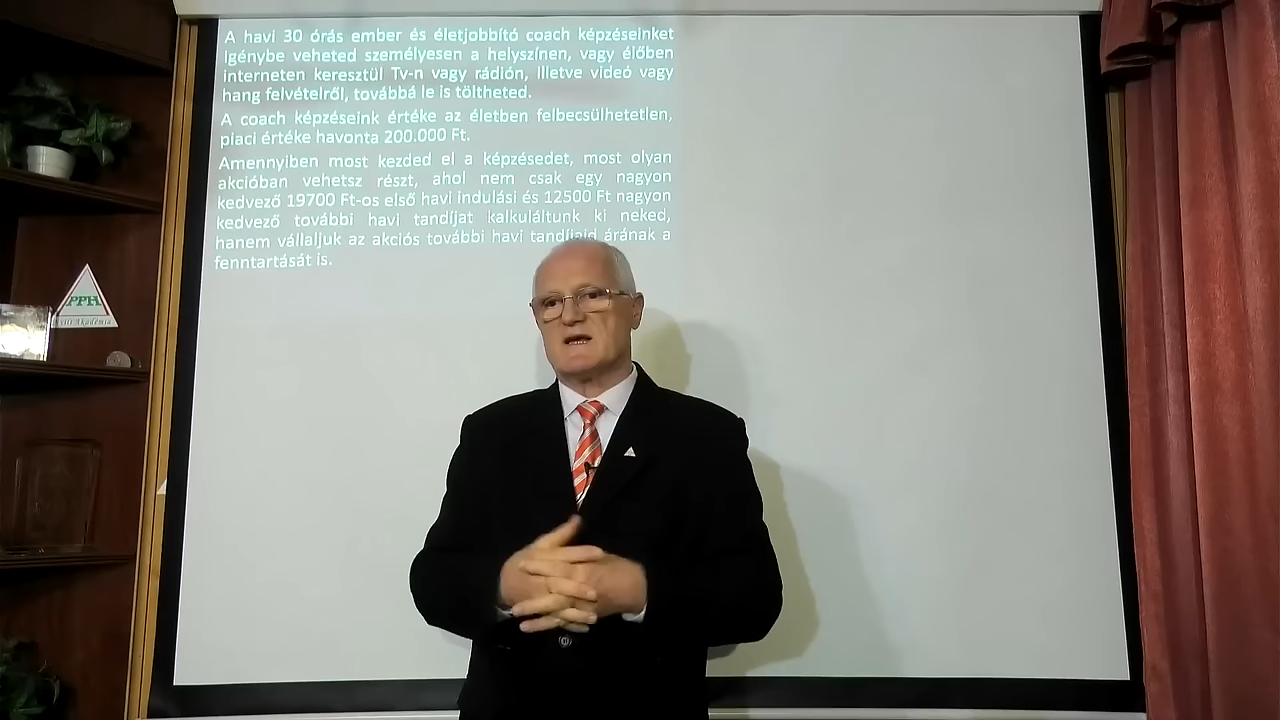 A havi 30 órás ember és életjobbító coach képzéseinket
igénybe veheted személyesen a helyszínen, vagy élőben
interneten keresztül Tv-n vagy rádión, illetve videó vagy
hang felvételről, továbbá le is töltheted.
A coach képzéseink értéke az életben felbecsülhetetlen,
piaci értéke havonta 200.000 Ft.
Amennyiben most kezded el a képzésedet, most olyan
akcióban vehetsz részt, ahol nem csak egy nagyon
kedvező 19700 Ft-os első havi indulási és 12500 Ft nagyon
kedvező további havi tandíjat kalkuláltunk ki neked,
hanem vállaljuk az akciós további havi tandíjaid árának a
fenntartását is.
PPH
Akadémia